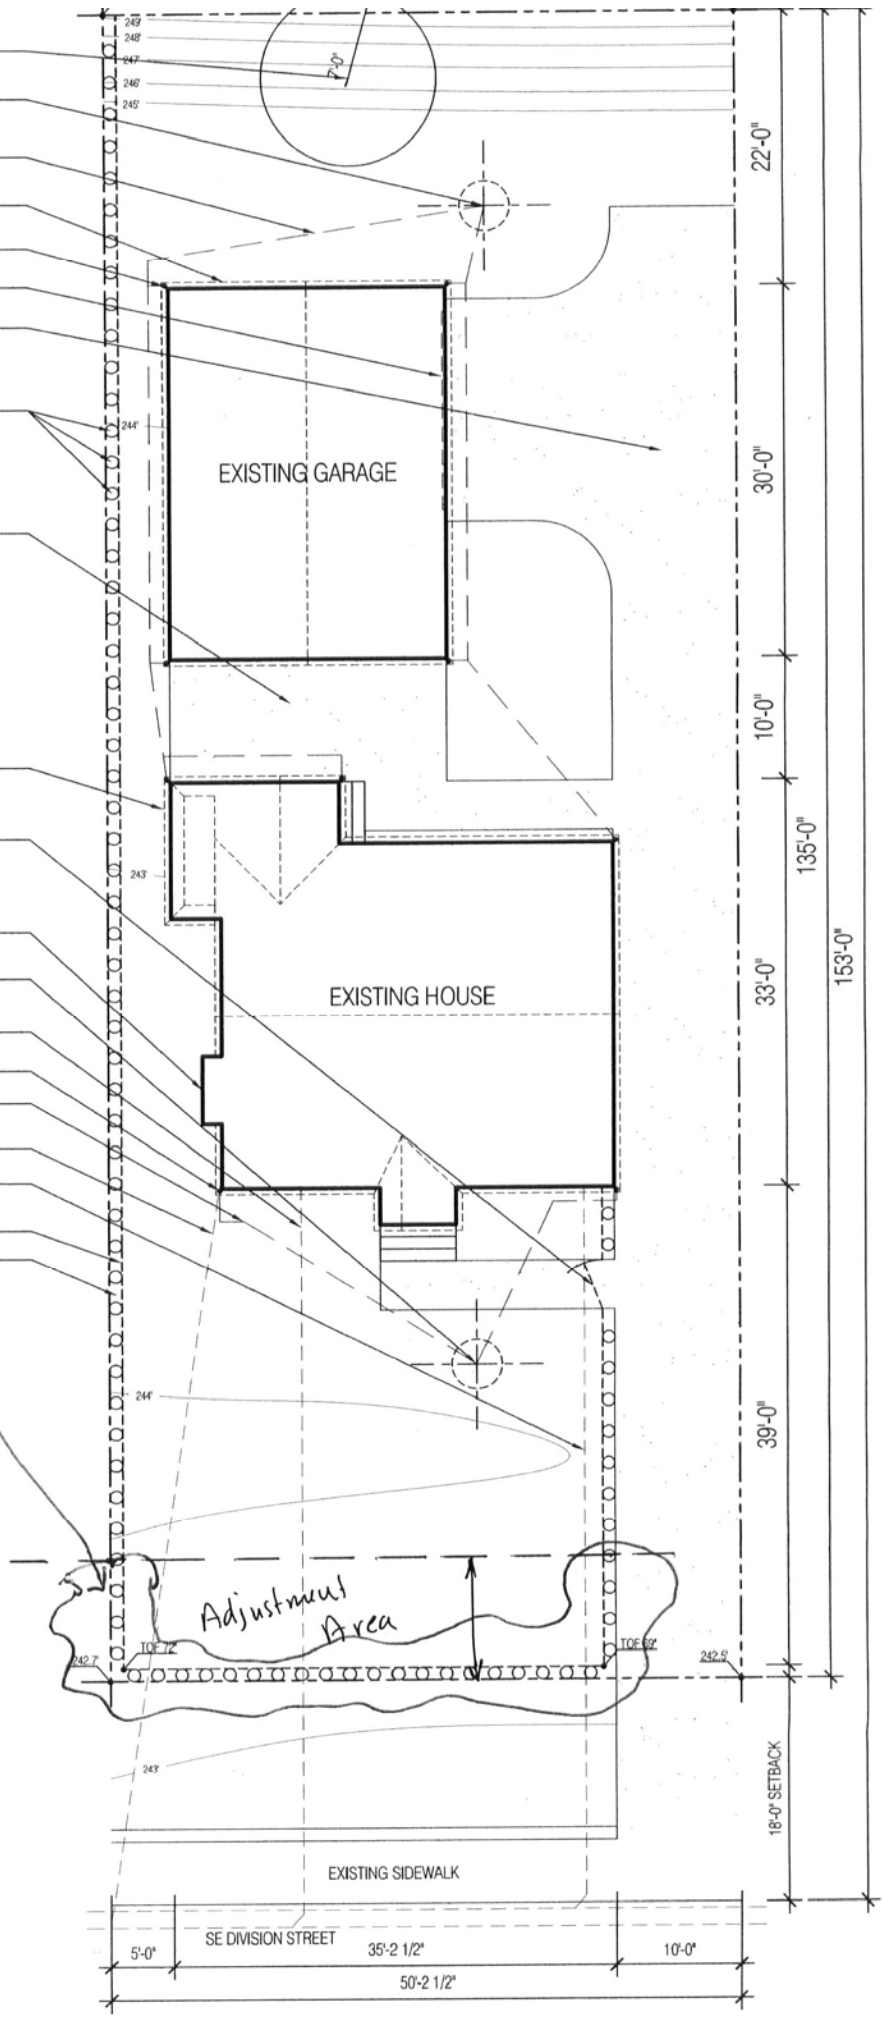 249'
248'
247'
246'
245'
7'-0"
22'-0"
244'
EXISTING GARAGE
30'-0"
10'-0"
135'-0"
243'
153'-0"
EXISTING HOUSE
33'-0"
244'
39'-0"
Adjustment
Area
TOF 72"
TOF 69"
242.7'
242.5'
243'
18'-0" SETBACK
EXISTING SIDEWALK
SE DIVISION STREET
5'-0"
35'-2 1/2"
10'-0"
50'-2 1/2"